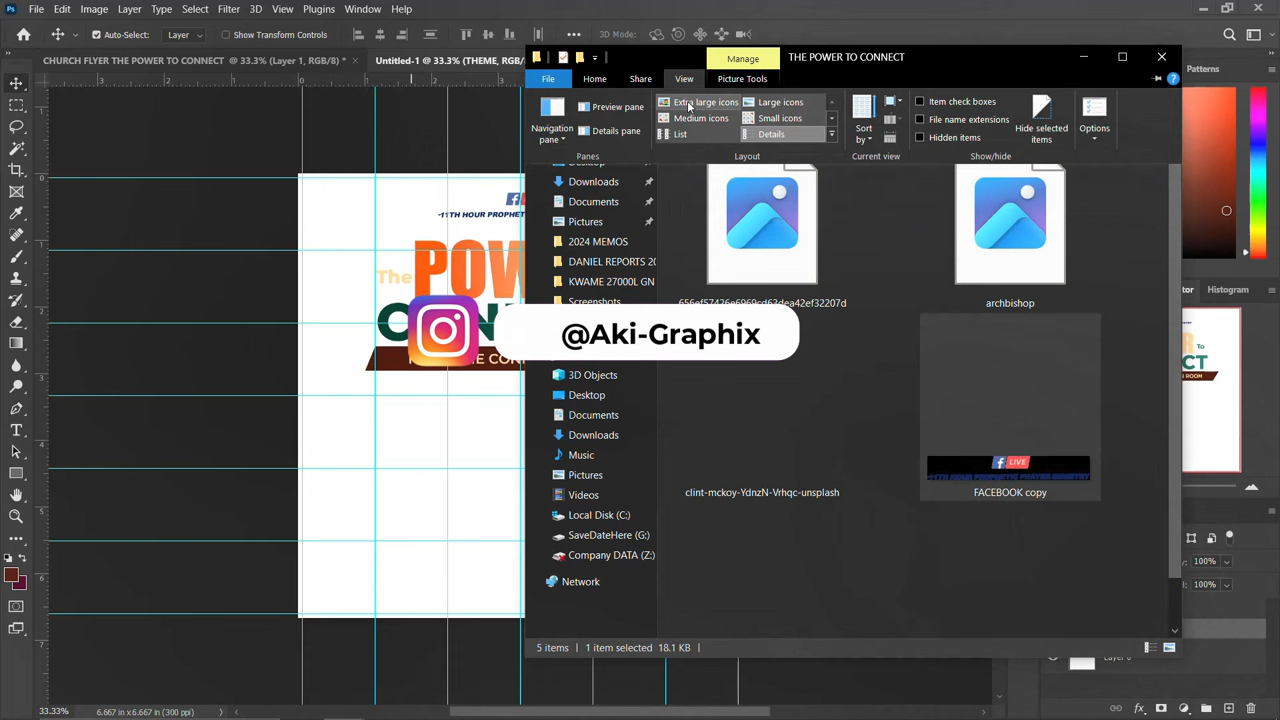 File Edit Image Layer Type Select Filter 3D View Plugins Window Help
Auto-Select: Layer Show Transform Controls 3D Mode:
CHURCH FLYER THE POWER TO CONNECT @ 33.3% (Layer 1, RGB/8) *
Untitled-1 @ 33.3% (THEME, RGB/
Manage
THE POWER TO CONNECT
File Home Share View Picture Tools
Navigation pane
Preview pane
Details pane
Panes
Extra large icons Large icons
Medium icons Small icons
List Details
Layout
Sort by
Current view
Item check boxes
File name extensions
Hidden items
Show/hide
Hide selected items
Options
Patterns
Histogram
Downloads
Documents
Pictures
2024 MEMOS
DANIEL REPORTS 20
KWAME 27000L GN
Screenshots
656ef57426e6969cd63dea42ef32207d
archbishop
@Aki-Graphix
3D Objects
Desktop
Documents
Downloads
Music
Pictures
Videos
Local Disk (C:)
SaveDateHere (G:)
Company DATA (Z:)
Network
clint-mckoy-YdnzN-Vrhqc-unsplash
LIVE
FACEBOOK copy
-11TH HOUR PROPHET
The POW
5 items 1 item selected 18.1 KB
100%
100%
33.33% 6.667 in x 6.667 in (300 ppi)